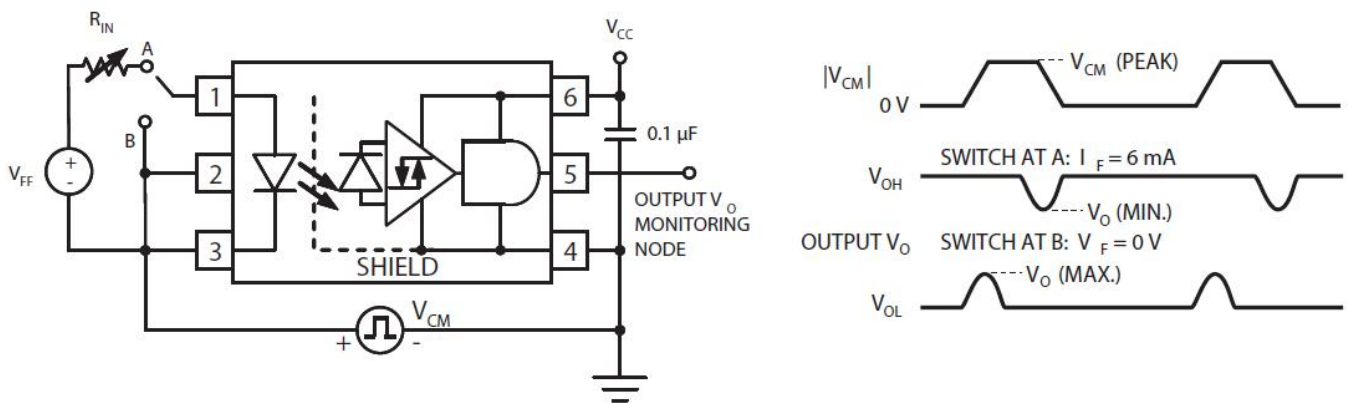 R_IN
A
B
V_FF
+
-
1
2
3
SHIELD
6
5
4
V_CC
0.1 µF
OUTPUT V_O
MONITORING
NODE
V_CM
+
-
|V_CM|
V_CM (PEAK)
0 V
SWITCH AT A: I_F = 6 mA
V_OH
V_O (MIN.)
OUTPUT V_O
SWITCH AT B: V_F = 0 V
V_O (MAX.)
V_OL